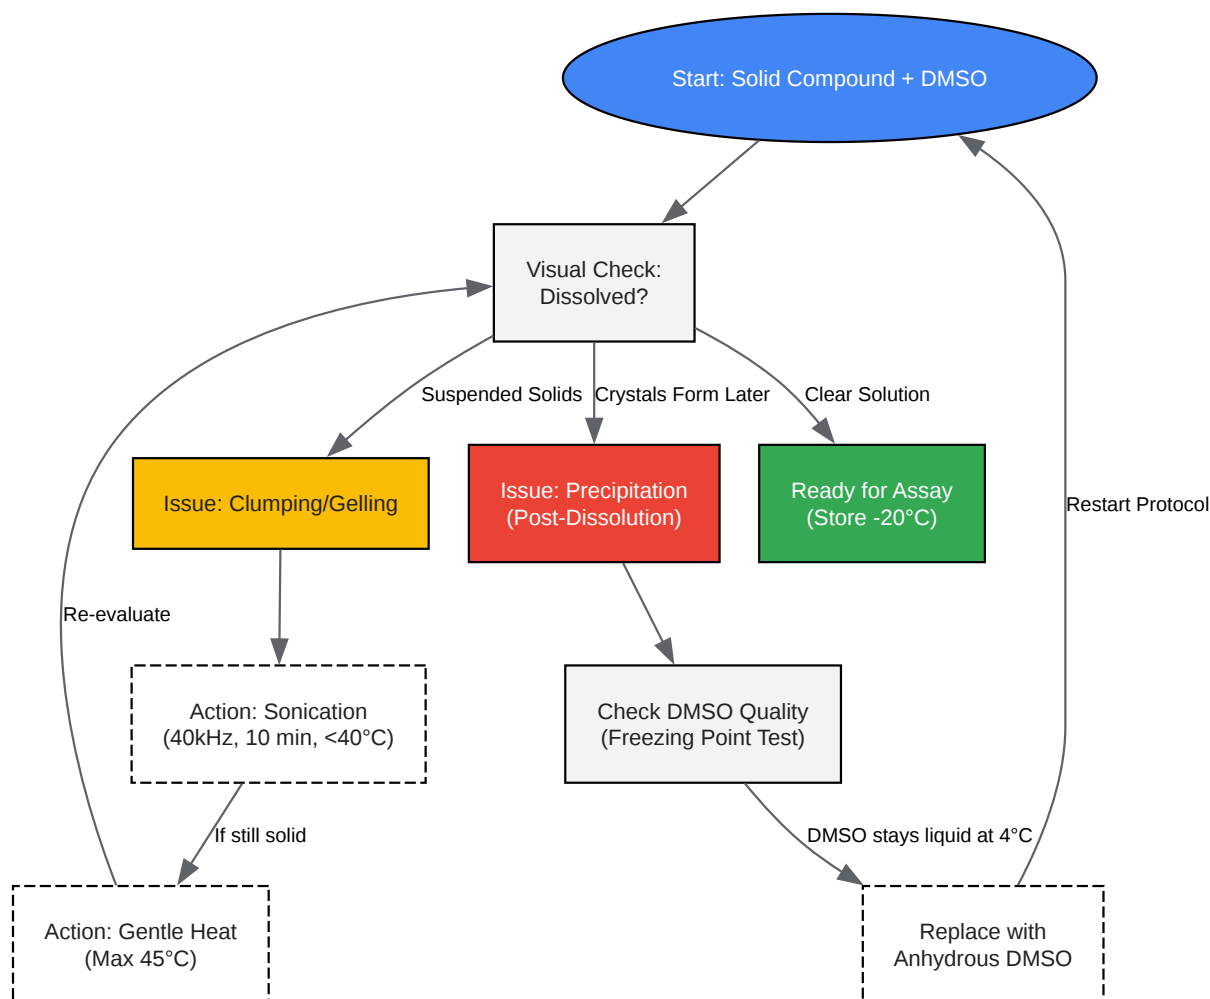 Start: Solid Compound + DMSO
Visual Check:
Dissolved?
Suspended Solids
Crystals Form Later
Clear Solution
Issue: Clumping/Gelling
Issue: Precipitation
(Post-Dissolution)
Ready for Assay
(Store -20°C)
Restart Protocol
Re-evaluate
Action: Sonication
(40kHz, 10 min, <40°C)
Check DMSO Quality
(Freezing Point Test)
If still solid
DMSO stays liquid at 4°C
Action: Gentle Heat
(Max 45°C)
Replace with
Anhydrous DMSO